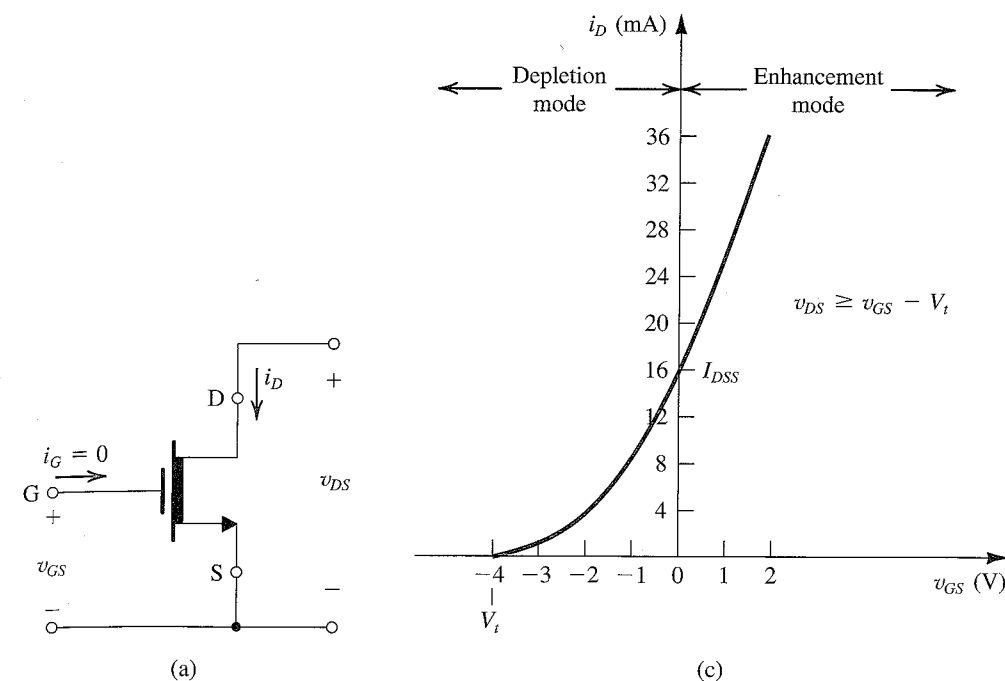 i_D (mA)
Depletion mode
Enhancement mode
36
32
28
24
20
16
I_DSS
12
8
4
v_DS ≥ v_GS − V_t
−4 −3 −2 −1 0 1 2
v_GS (V)
V_t
(c)
D
i_D
+
i_G = 0
G
+
v_DS
v_GS
S
−
−
(a)